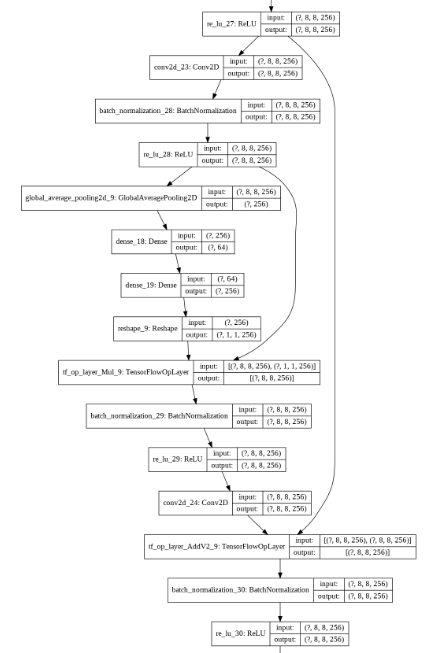 re_lu_27: ReLU
input: (?, 8, 8, 256)
output: (?, 8, 8, 256)
conv2d_23: Conv2D
input: (?, 8, 8, 256)
output: (?, 8, 8, 256)
batch_normalization_28: BatchNormalization
input: (?, 8, 8, 256)
output: (?, 8, 8, 256)
re_lu_28: ReLU
input: (?, 8, 8, 256)
output: (?, 8, 8, 256)
global_average_pooling2d_9: GlobalAveragePooling2D
input: (?, 8, 8, 256)
output: (?, 256)
dense_18: Dense
input: (?, 256)
output: (?, 64)
dense_19: Dense
input: (?, 64)
output: (?, 256)
reshape_9: Reshape
input: (?, 256)
output: (?, 1, 1, 256)
tf_op_layer_Mul_9: TensorFlowOpLayer
input: [(?, 8, 8, 256), (?, 1, 1, 256)]
output: [(?, 8, 8, 256)]
batch_normalization_29: BatchNormalization
input: (?, 8, 8, 256)
output: (?, 8, 8, 256)
re_lu_29: ReLU
input: (?, 8, 8, 256)
output: (?, 8, 8, 256)
conv2d_24: Conv2D
input: (?, 8, 8, 256)
output: (?, 8, 8, 256)
tf_op_layer_AddV2_9: TensorFlowOpLayer
input: [(?, 8, 8, 256), (?, 8, 8, 256)]
output: [(?, 8, 8, 256)]
batch_normalization_30: BatchNormalization
input: (?, 8, 8, 256)
output: (?, 8, 8, 256)
re_lu_30: ReLU
input: (?, 8, 8, 256)
output: (?, 8, 8, 256)